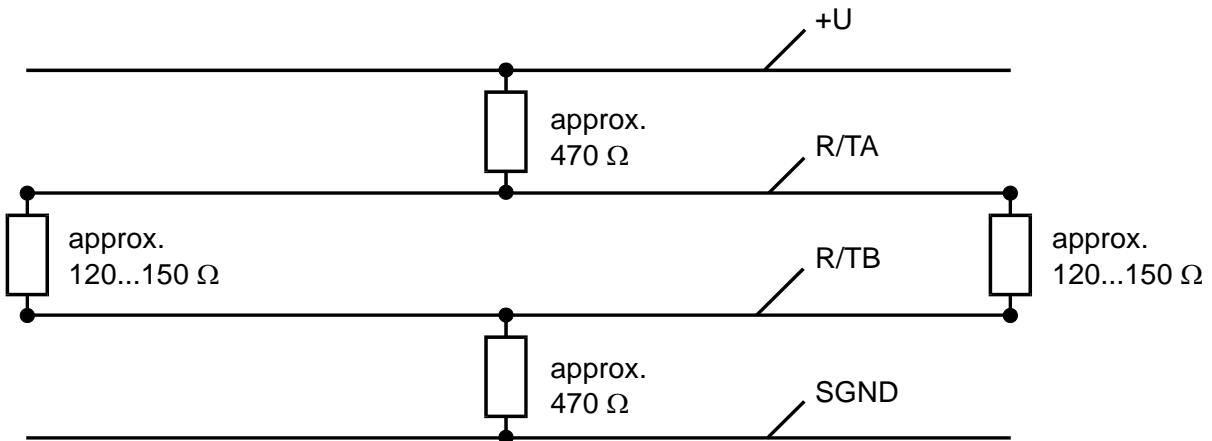 +U
approx.
470 Ω
R/TA
approx.
120...150 Ω
R/TB
approx.
120...150 Ω
approx.
470 Ω
SGND